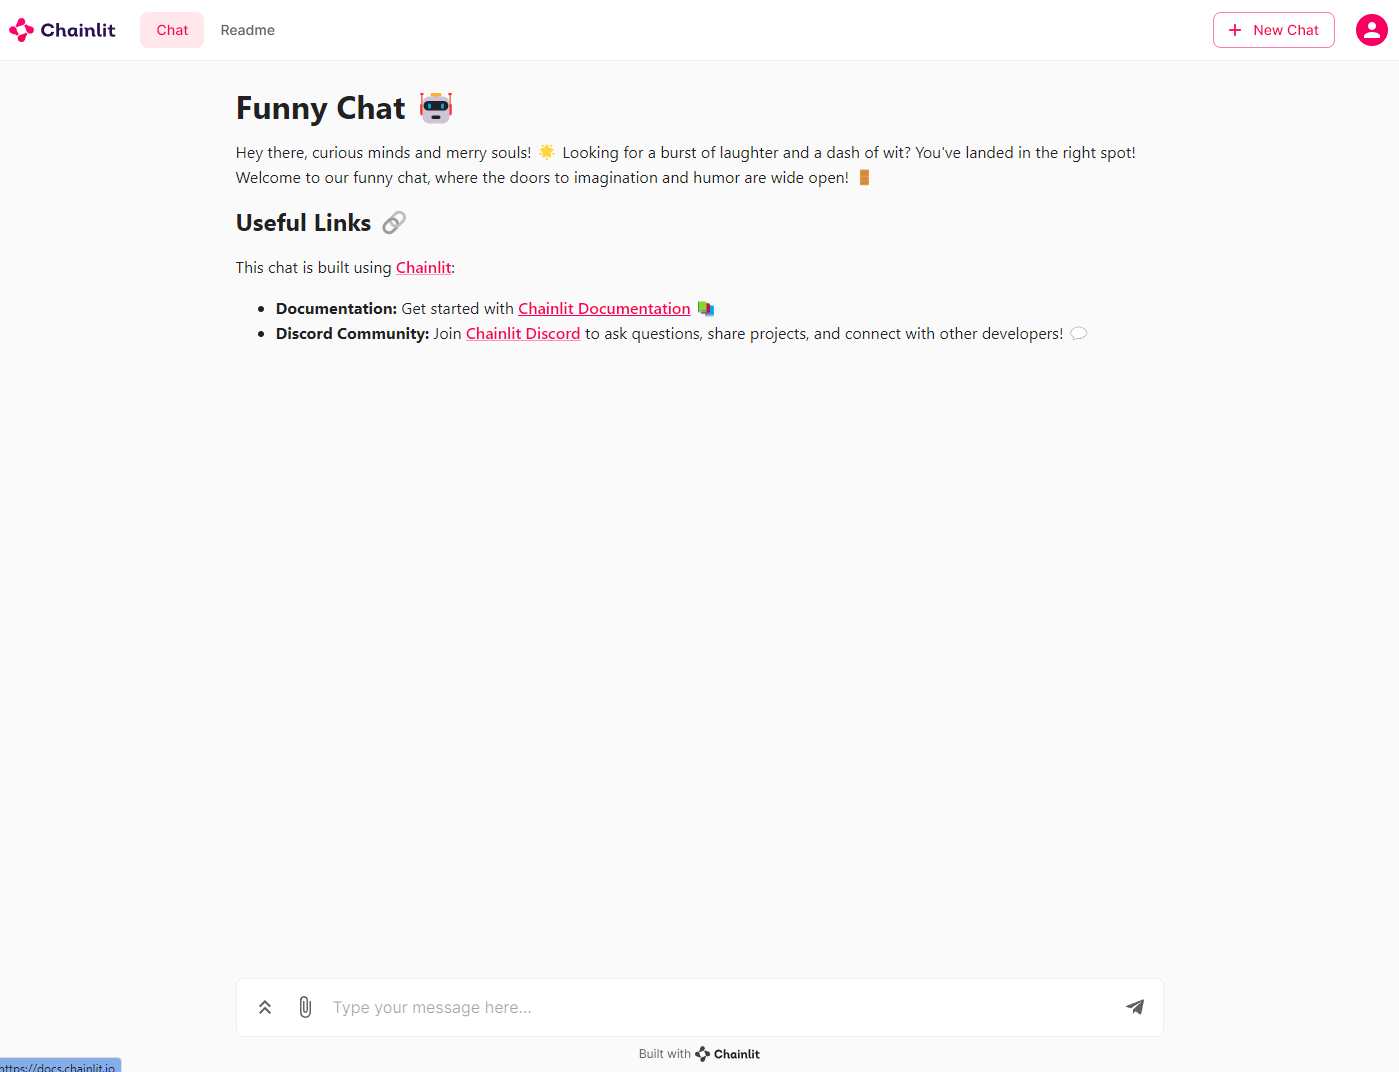 Chainlit
Chat
Readme
New Chat
Funny Chat 🤖
Hey there, curious minds and merry souls! 🌟 Looking for a burst of laughter and a dash of wit? You've landed in the right spot!
Welcome to our funny chat, where the doors to imagination and humor are wide open! 🚪
Useful Links 🔗
This chat is built using Chainlit:
• Documentation: Get started with Chainlit Documentation 📚
• Discord Community: Join Chainlit Discord to ask questions, share projects, and connect with other developers! 💬
Type your message here...
Built with Chainlit
https://docs.chainlit.io